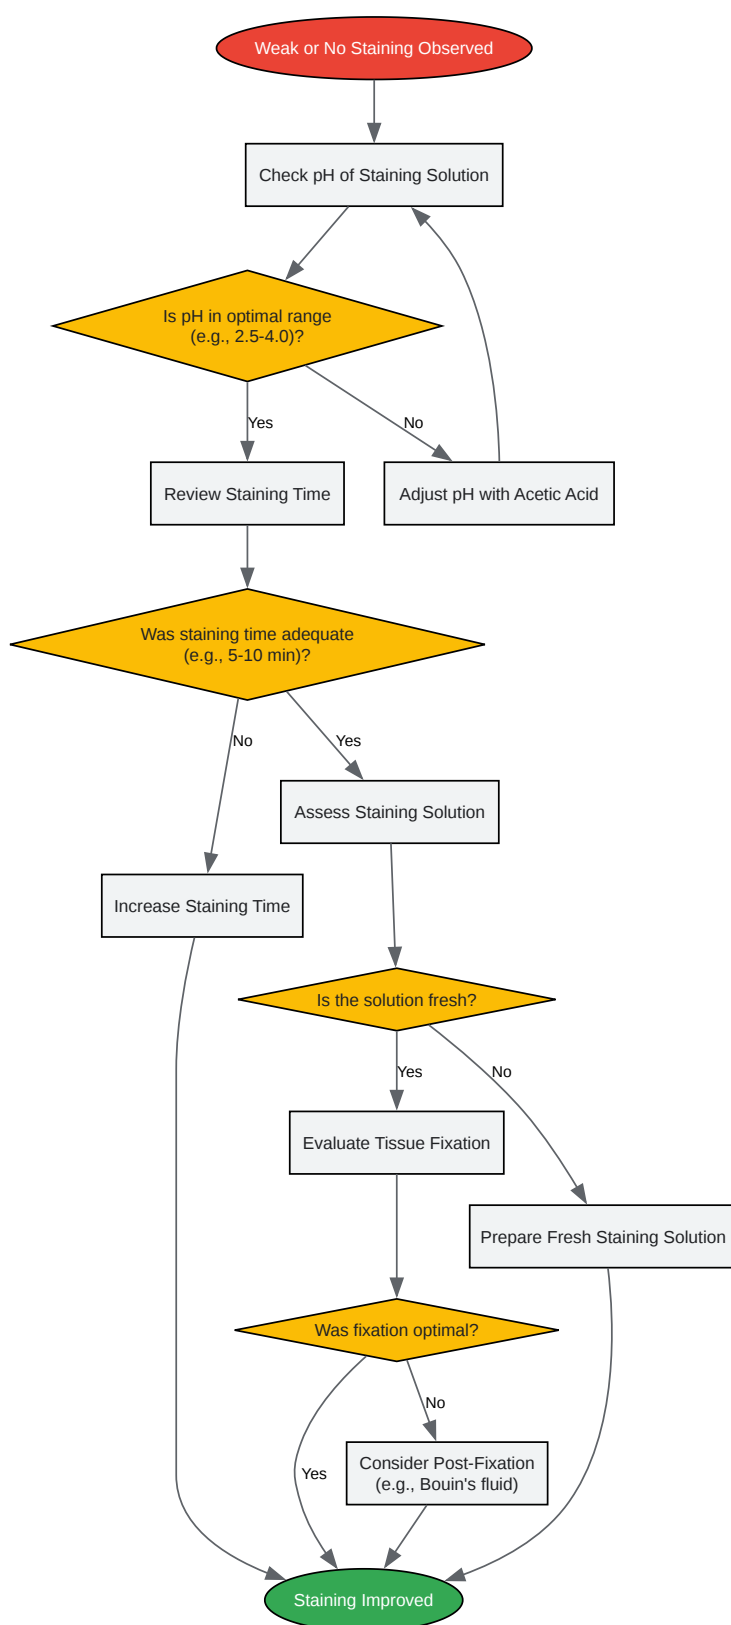 Weak or No Staining Observed
Check pH of Staining Solution
Is pH in optimal range
(e.g., 2.5-4.0)?
Yes
No
Review Staining Time
Adjust pH with Acetic Acid
Was staining time adequate
(e.g., 5-10 min)?
No
Yes
Assess Staining Solution
Increase Staining Time
Is the solution fresh?
Yes
No
Evaluate Tissue Fixation
Prepare Fresh Staining Solution
Was fixation optimal?
No
Consider Post-Fixation
(e.g., Bouin's fluid)
Yes
Staining Improved